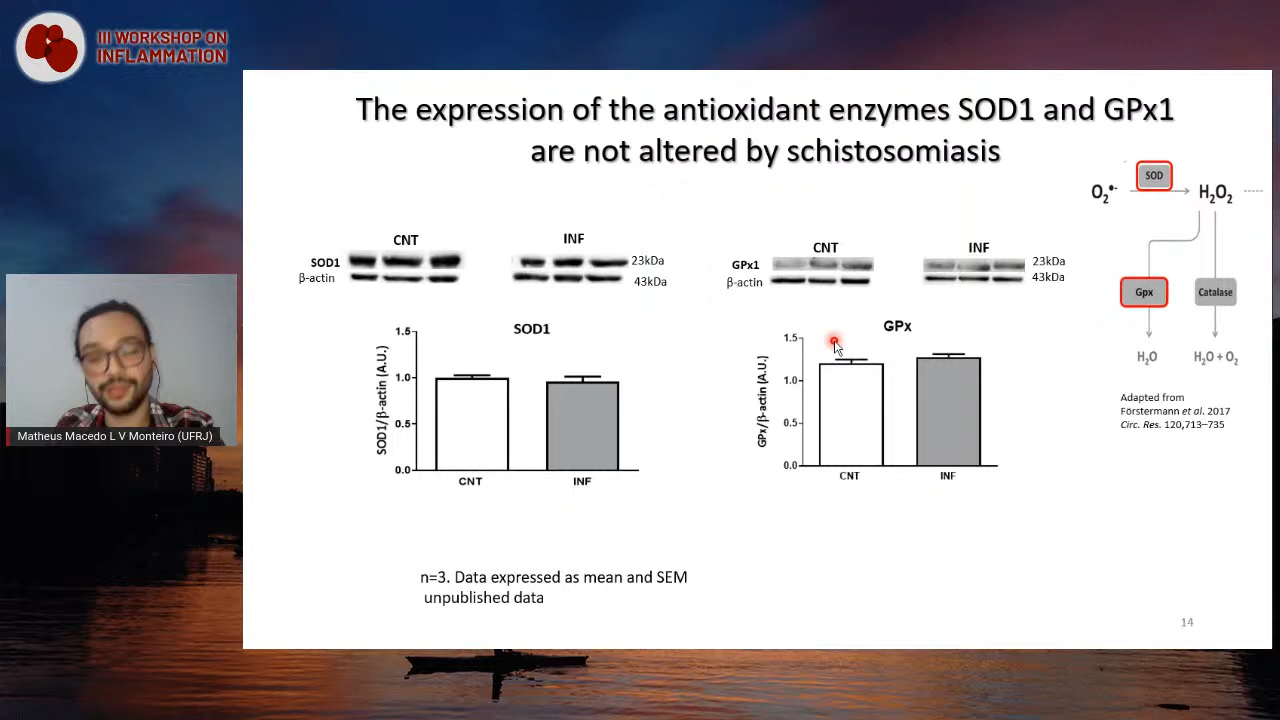 III WORKSHOP ON
INFLAMMATION
The expression of the antioxidant enzymes SOD1 and GPx1
are not altered by schistosomiasis
SOD
O₂•- H₂O₂
Gpx Catalase
H₂O H₂O + O₂
Adapted from
Förstermann et al. 2017
Circ. Res. 120,713–735
CNT INF
SOD1 23kDa
β-actin 43kDa
CNT INF
GPx1 23kDa
β-actin 43kDa
SOD1
SOD1/β-actin (A.U.)
1.5
1.0
0.5
0.0
CNT INF
GPx
GPx/β-actin (A.U.)
1.5
1.0
0.5
0.0
CNT INF
n=3. Data expressed as mean and SEM
unpublished data
14
Matheus Macedo L V Monteiro (UFRJ)